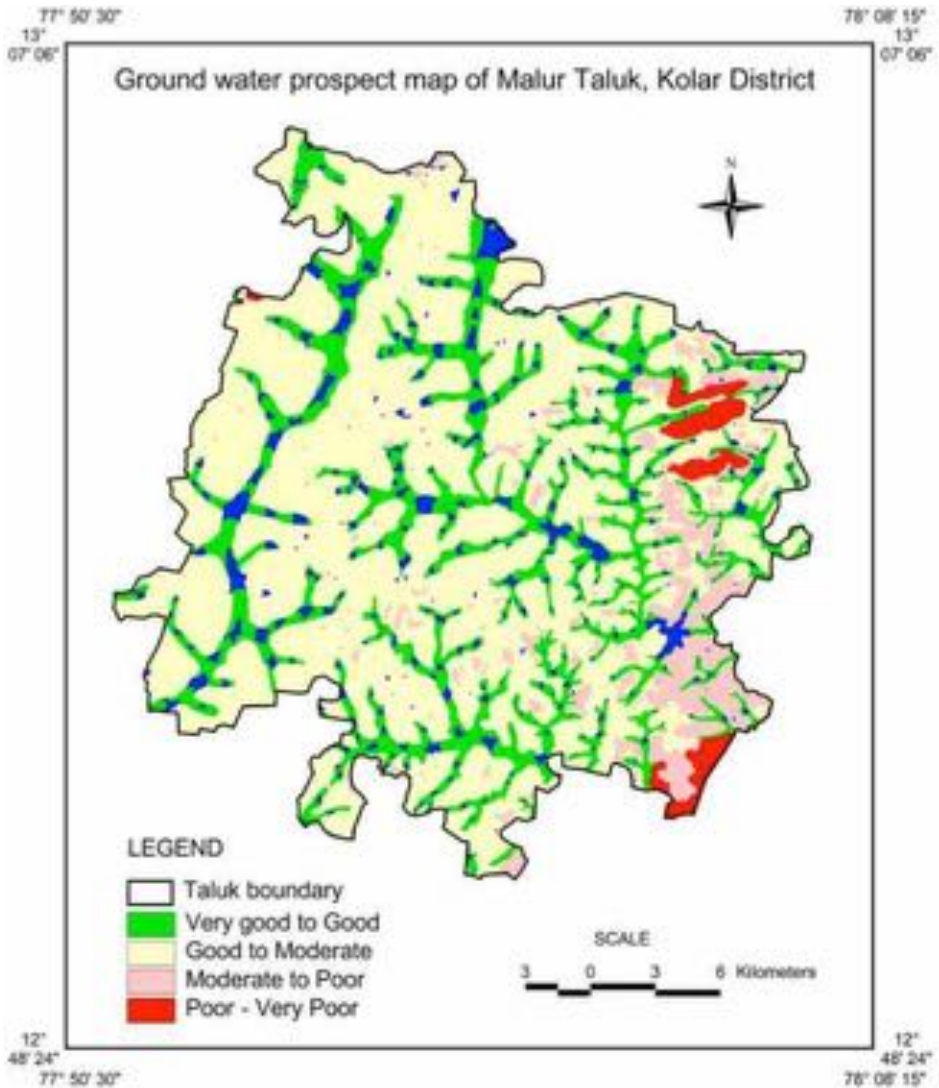 77° 50' 30"
78° 08' 15"
13°
07' 06"
13°
07' 06"
Ground water prospect map of Malur Taluk, Kolar District
N
LEGEND
Taluk boundary
Very good to Good
Good to Moderate
Moderate to Poor
Poor - Very Poor
SCALE
3 0 3 6 Kilometers
12°
48' 24"
12°
48' 24"
77° 50' 30"
78° 08' 15"